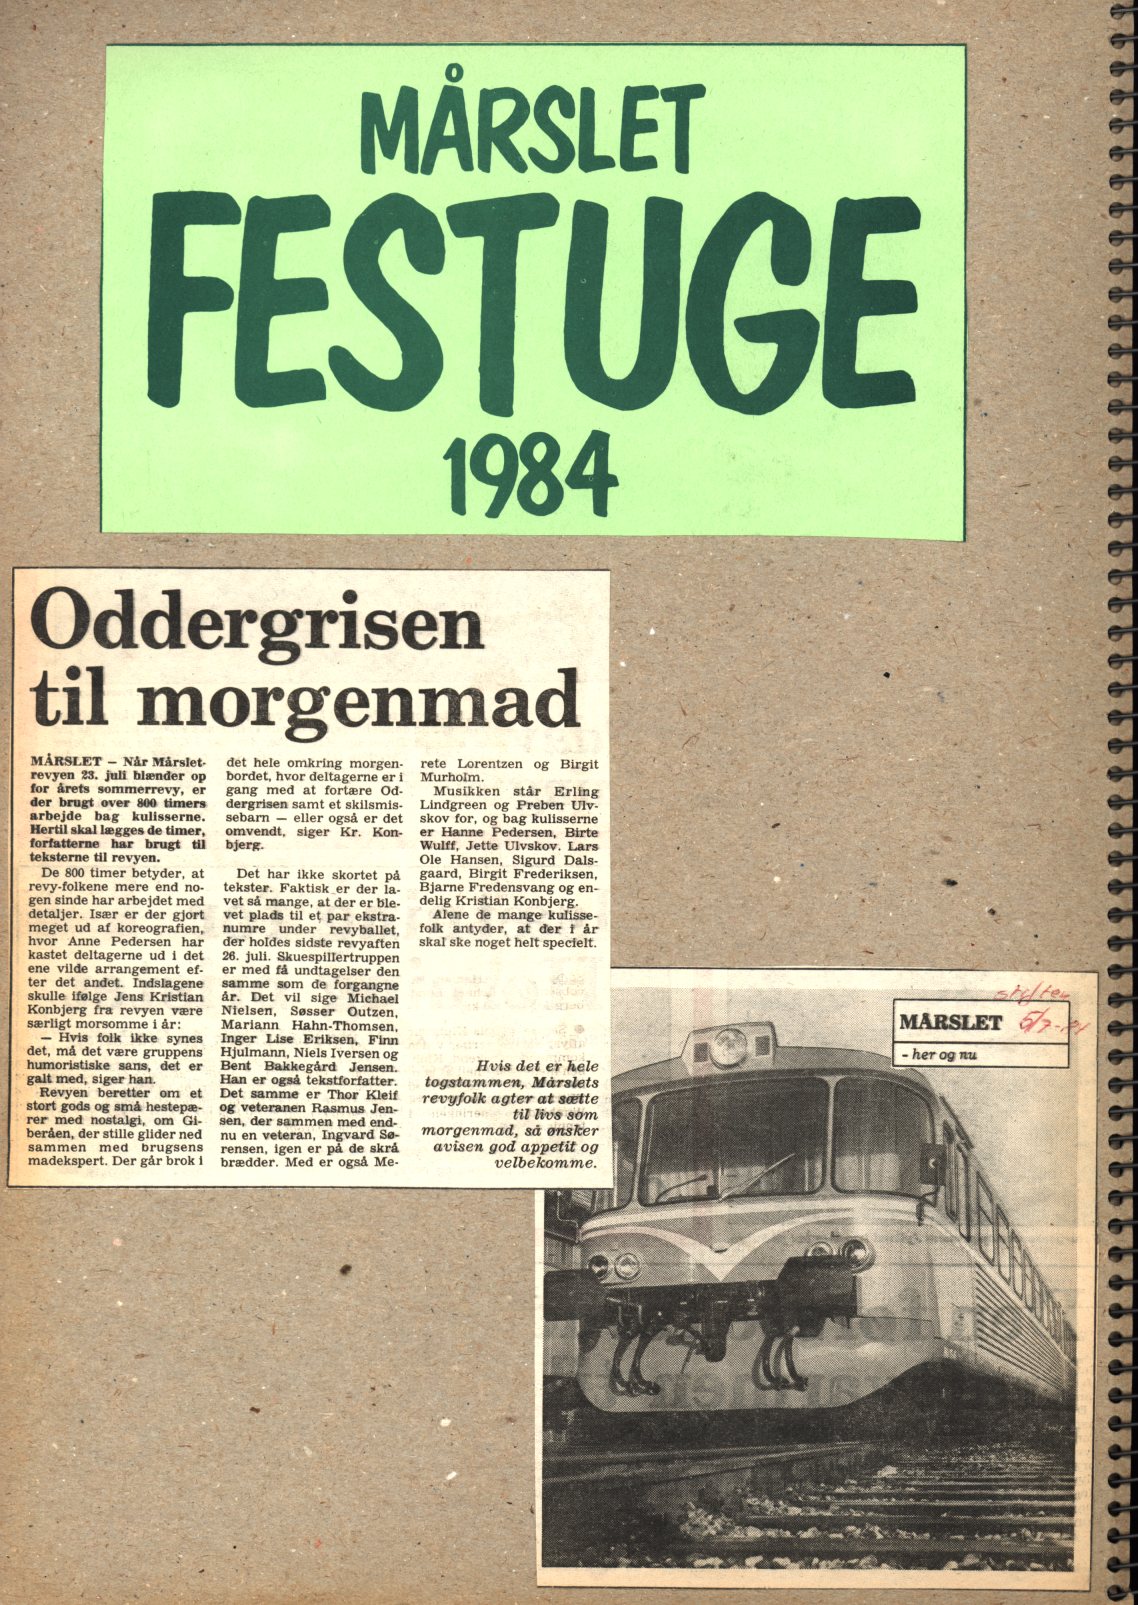 MÅRSLET
FESTUGE
1984
Oddergrisen
til morgenmad
MÅRSLET — Når Mårslet-
revyen 23. juli blænder op
for årets sommerrevy, er
der brugt over 800 timers
arbejde bag kulisserne.
Hertil skal lægges de timer,
forfatterne har brugt til
teksterne til revyen.
De 800 timer betyder, at
revy-folkene mere end no-
gen sinde har arbejdet med
detaljer. Især er der gjort
meget ud af koreografien,
hvor Anne Pedersen har
kastet deltagerne ud i det
ene vilde arrangement ef-
ter det andet. Indslagene
skulle ifølge Jens Kristian
Konbjerg fra revyen være
særligt morsomme i år:
— Hvis folk ikke synes
det, må det være gruppens
humoristiske sans, det er
galt med, siger han.
Revyen beretter om et
stort gods og små hestepæ-
rer med nostalgi, om Gi-
beråen, der stille glider ned
sammen med brugsens
madekspert. Der går brok i
det hele omkring morgen-
bordet, hvor deltagerne er i
gang med at fortære Od-
dergrisen samt et skilsmis-
sebarn — eller også er det
omvendt, siger Kr. Kon-
bjerg.
Det har ikke skortet på
tekster. Faktisk er der la-
vet så mange, at der er ble-
vet plads til et par ekstra-
numre under revyballet,
der holdes sidste revyaften
26. juli. Skuespillertruppen
er med få undtagelser den
samme som de forgangne
år. Det vil sige Michael
Nielsen, Søsser Outzen,
Mariann Hahn-Thomsen,
Inger Lise Eriksen, Finn
Hjulmann, Niels Iversen og
Bent Bakkegård Jensen.
Han er også tekstforfatter.
Det samme er Thor Kleif
og veteranen Rasmus Jen-
sen, der sammen med end-
nu en veteran, Ingvard Sø-
rensen, igen er på de skrå
brædder. Med er også Me-
rete Lorentzen og Birgit
Murholm.
Musikken står Erling
Lindgreen og Preben Ulv-
skov for, og bag kulisserne
er Hanne Pedersen, Birte
Wulff, Jette Ulvskov. Lars
Ole Hansen, Sigurd Dals-
gaard, Birgit Frederiksen,
Bjarne Fredensvang og en-
delig Kristian Konbjerg.
Alene de mange kulisse-
folk antyder, at der i år
skal ske noget helt specielt.
Hvis det er hele
togstammen, Mårslets
revyfolk agter at sætte
til livs som
morgenmad, så ønsker
avisen god appetit og
velbekomme.
stiften
5/7-84
MÅRSLET
- her og nu